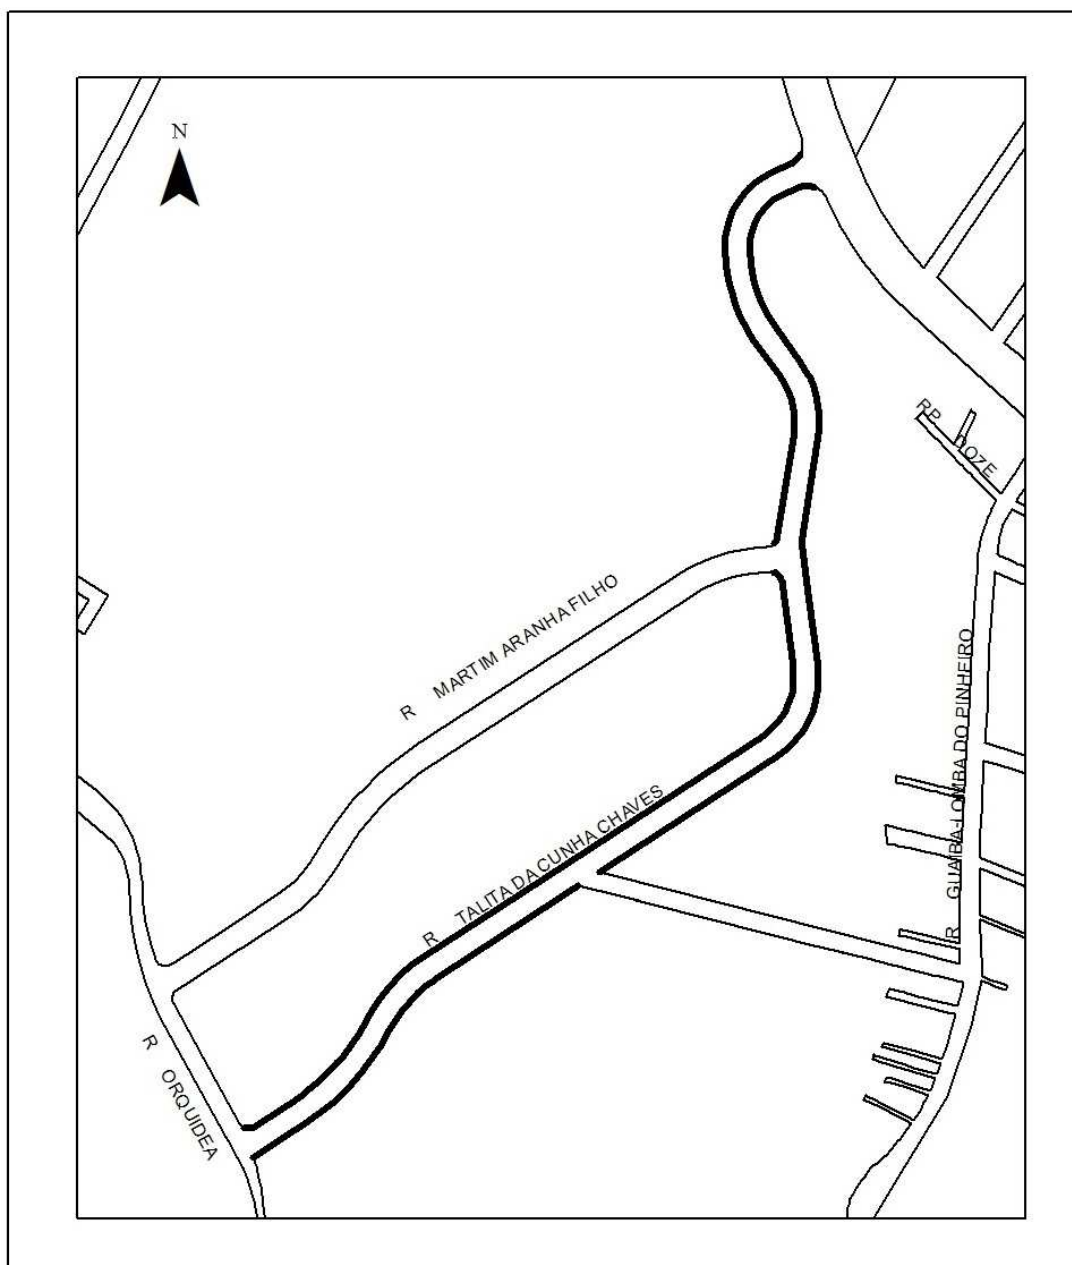 N
RP DOZE
R MARTIM ARANHA FILHO
R GUAIBA-LOMBA DO PINHEIRO
R TALITA DA CUNHA CHAVES
R ORQUIDEA